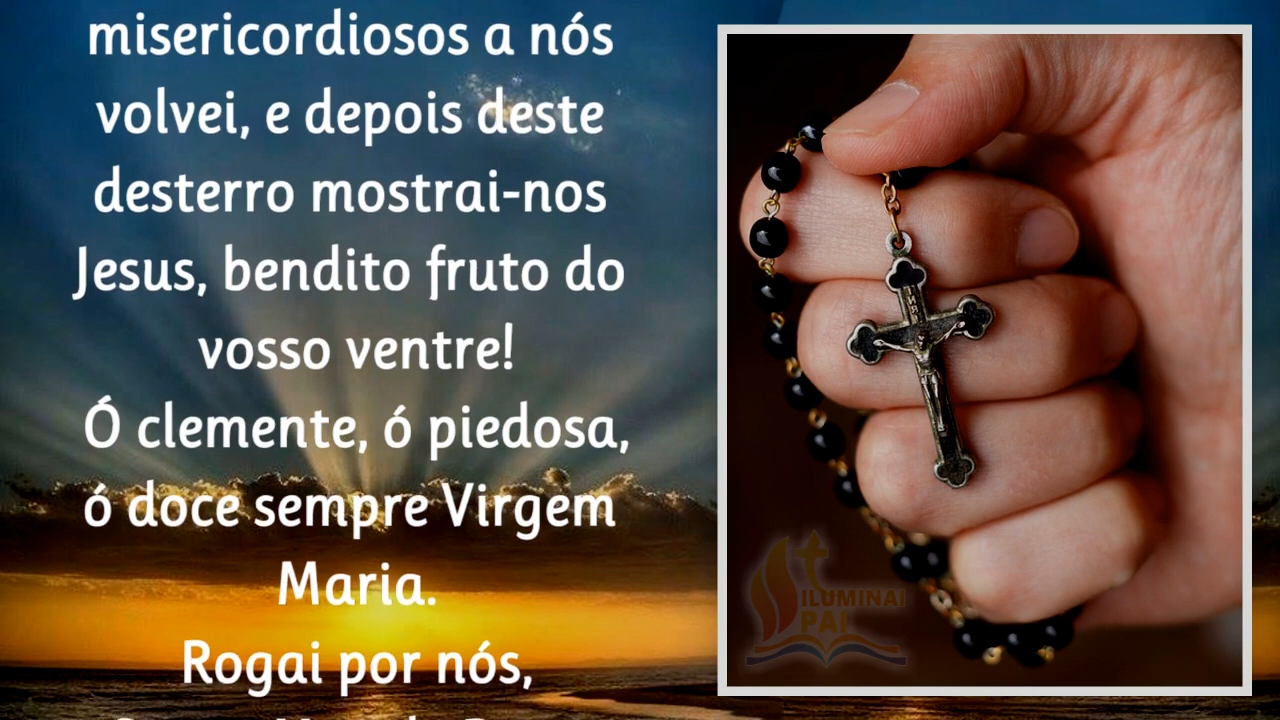 misericordiosos a nós
volvei, e depois deste
desterro mostrai-nos
Jesus, bendito fruto do
vosso ventre!
Ó clemente, ó piedosa,
ó doce sempre Virgem
Maria.
Rogai por nós,
ILUMINAI
PAI